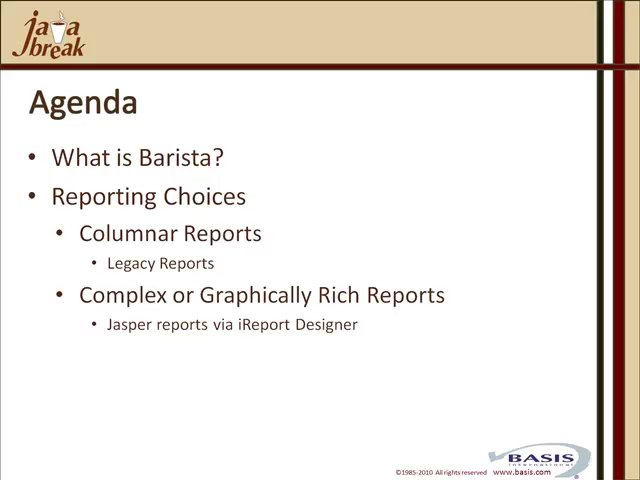 java
break
Agenda
• What is Barista?
• Reporting Choices
• Columnar Reports
• Legacy Reports
• Complex or Graphically Rich Reports
• Jasper reports via iReport Designer
BASIS
international
©1985-2010 All rights reserved www.basis.com